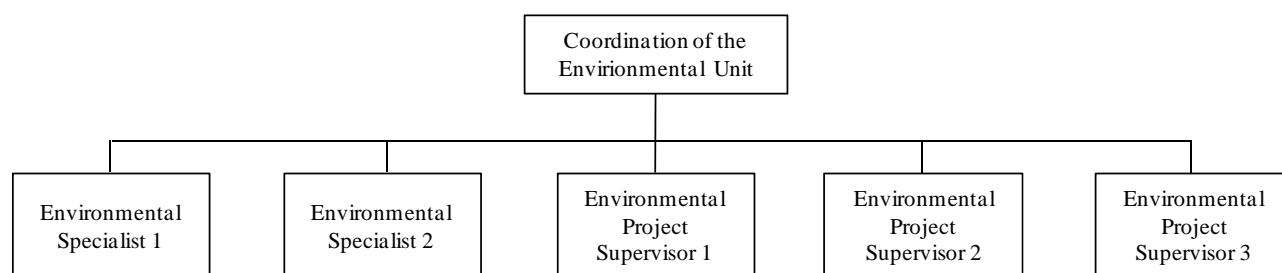 Coordination of the
Envirionmental Unit
Environmental
Specialist 1
Environmental
Specialist 2
Environmental
Project
Supervisor 1
Environmental
Project
Supervisor 2
Environmental
Project
Supervisor 3